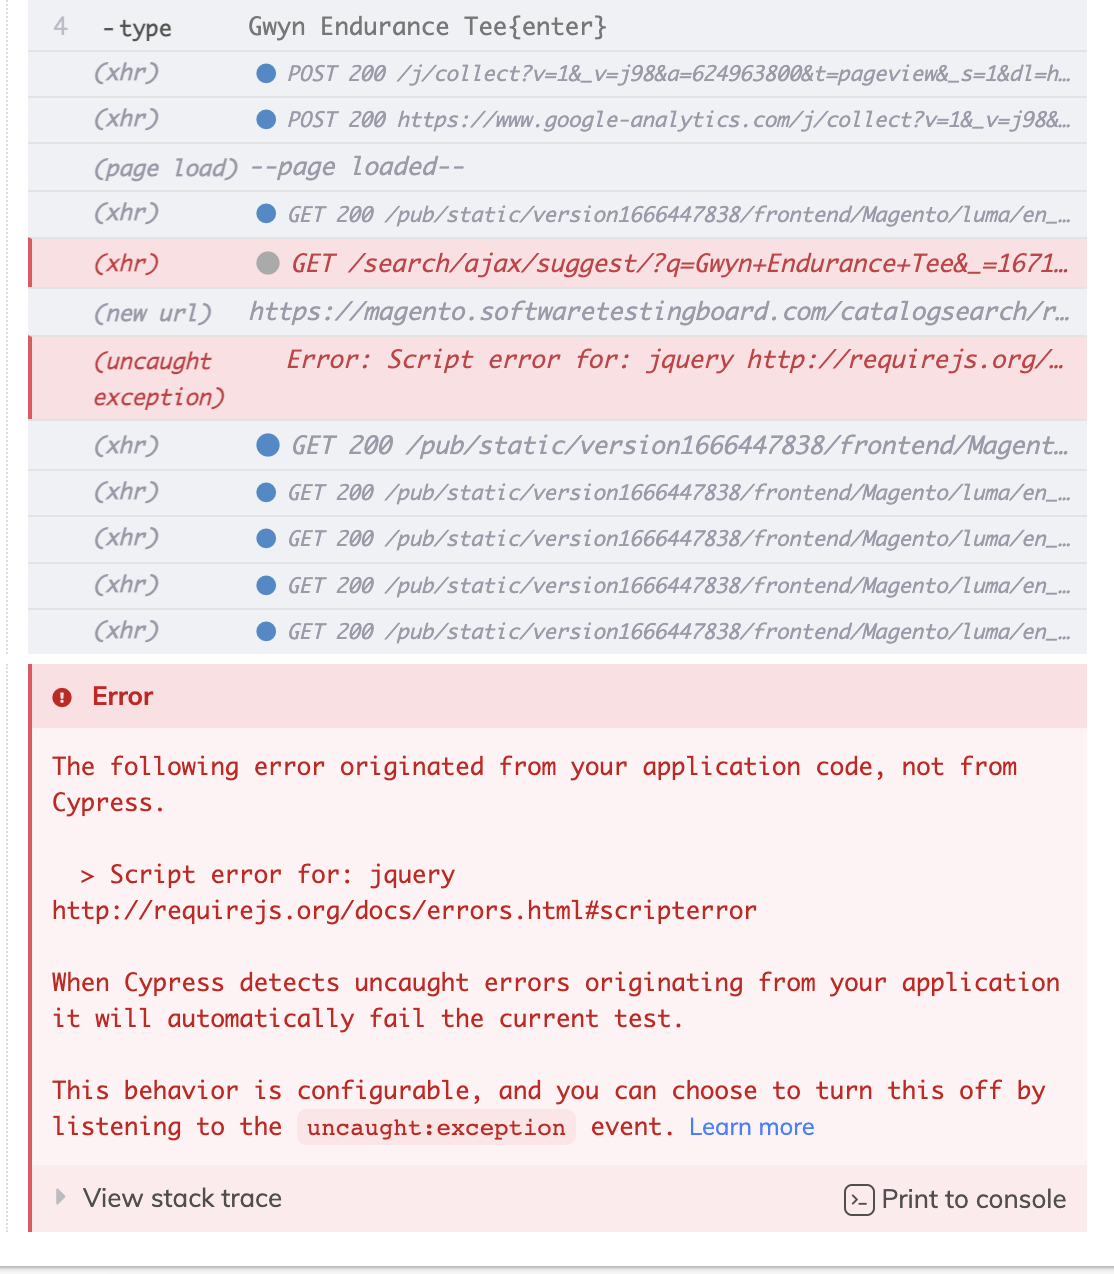 4 -type Gwyn Endurance Tee{enter}
(xhr) POST 200 /j/collect?v=1&_v=j98&a=624963800&t=pageview&_s=1&dl=h…
(xhr) POST 200 https://www.google-analytics.com/j/collect?v=1&_v=j98&…
(page load) --page loaded--
(xhr) GET 200 /pub/static/version1666447838/frontend/Magento/luma/en_…
(xhr) GET /search/ajax/suggest/?q=Gwyn+Endurance+Tee&_=1671…
(new url) https://magento.softwaretestingboard.com/catalogsearch/r…
(uncaught Error: Script error for: jquery http://requirejs.org/…
exception)
(xhr) GET 200 /pub/static/version1666447838/frontend/Magent…
(xhr) GET 200 /pub/static/version1666447838/frontend/Magento/luma/en_…
(xhr) GET 200 /pub/static/version1666447838/frontend/Magento/luma/en_…
(xhr) GET 200 /pub/static/version1666447838/frontend/Magento/luma/en_…
(xhr) GET 200 /pub/static/version1666447838/frontend/Magento/luma/en_…
Error
The following error originated from your application code, not from
Cypress.
> Script error for: jquery
http://requirejs.org/docs/errors.html#scripterror
When Cypress detects uncaught errors originating from your application
it will automatically fail the current test.
This behavior is configurable, and you can choose to turn this off by
listening to the uncaught:exception event. Learn more
View stack trace Print to console